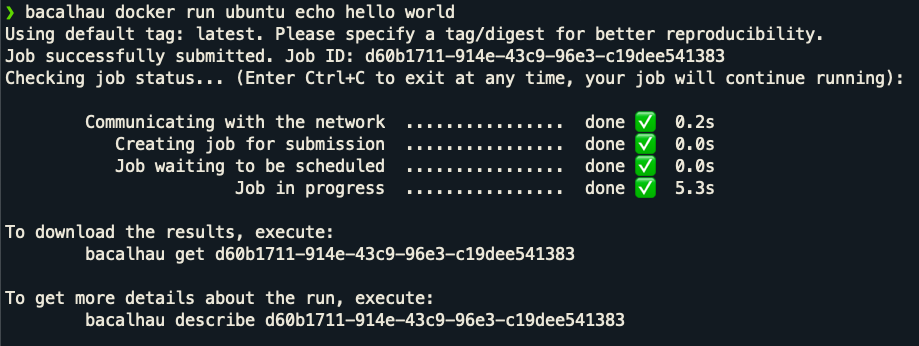 ❯ bacalhau docker run ubuntu echo hello world
Using default tag: latest. Please specify a tag/digest for better reproducibility.
Job successfully submitted. Job ID: d60b1711-914e-43c9-96e3-c19dee541383
Checking job status... (Enter Ctrl+C to exit at any time, your job will continue running):
Communicating with the network ................ done ✅ 0.2s
Creating job for submission ................ done ✅ 0.0s
Job waiting to be scheduled ................ done ✅ 0.0s
Job in progress ................ done ✅ 5.3s
To download the results, execute:
bacalhau get d60b1711-914e-43c9-96e3-c19dee541383
To get more details about the run, execute:
bacalhau describe d60b1711-914e-43c9-96e3-c19dee541383